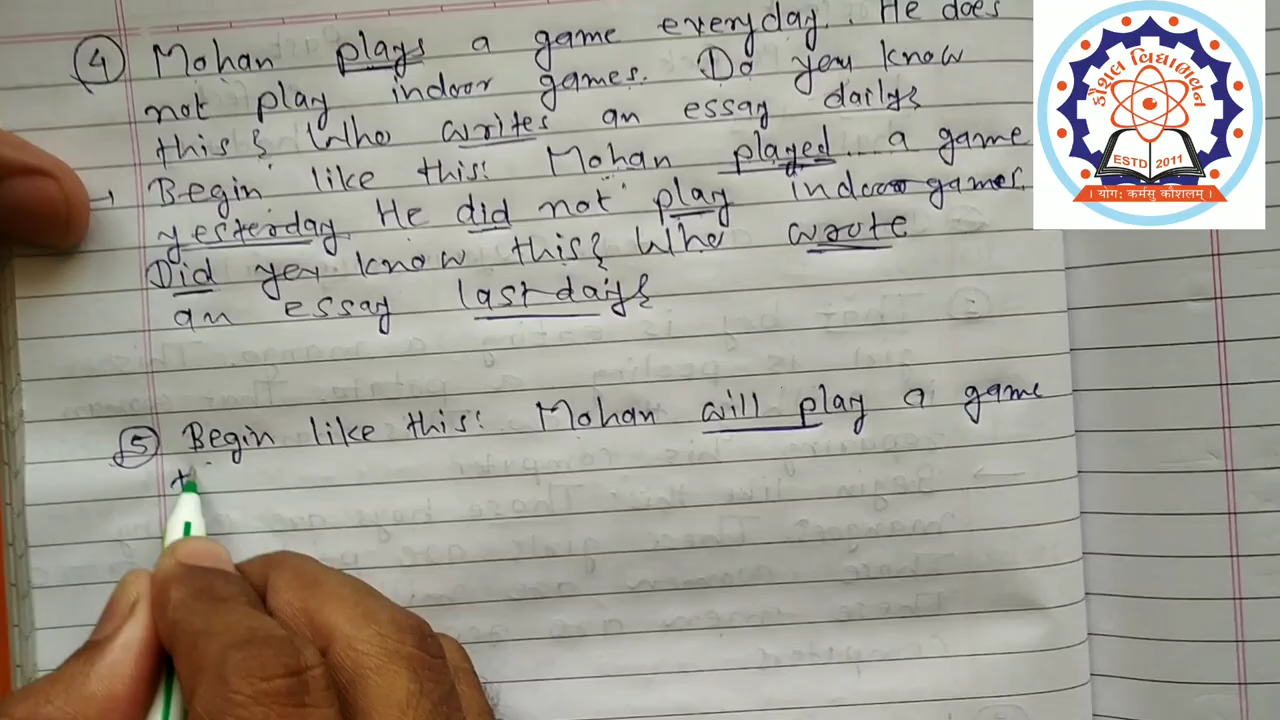 ④ Mohan plays a game everyday. He does
not play indoor games. Do you know
this? Who writes an essay daily?
→ Begin like this: Mohan played a game
yesterday. He did not play indoor games.
Did you know this? Who wrote
an essay last day?
⑤ Begin like this: Mohan will play a game
કૌશલ વિદ્યાભવન
ESTD 2011
। योगः कर्मसु कौशलम् ।